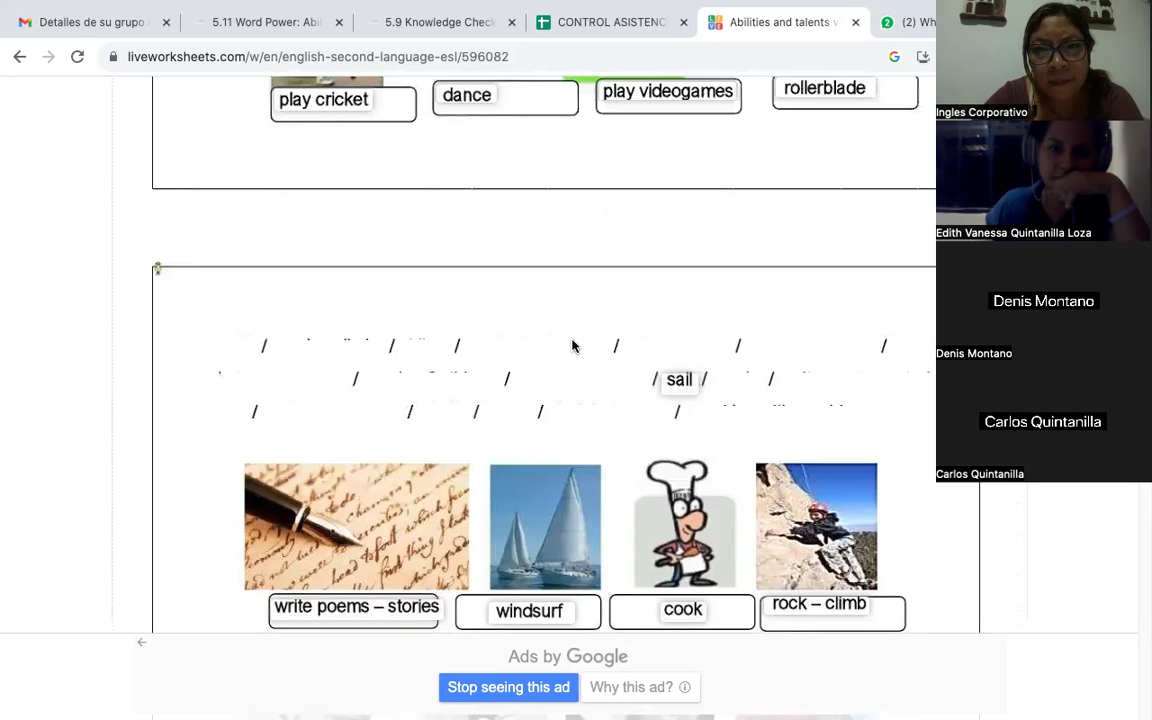 Detalles de su grupo
5.11 Word Power: Abi
5.9 Knowledge Check
CONTROL ASISTENC
Abilities and talents v
(2) Wh
liveworksheets.com/w/en/english-second-language-esl/596082
play cricket
dance
play videogames
rollerblade
/ / / / / /
/ / / sail / /
/ / / / /
write poems – stories
windsurf
cook
rock – climb
Ads by Google
Stop seeing this ad
Why this ad?
Ingles Corporativo
Edith Vanessa Quintanilla Loza
Denis Montano
Denis Montano
Carlos Quintanilla
Carlos Quintanilla